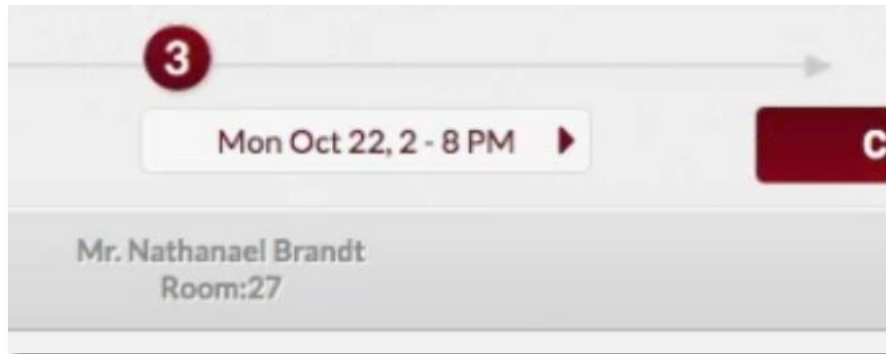 3
Mon Oct 22, 2 - 8 PM
C
Mr. Nathanael Brandt
Room:27